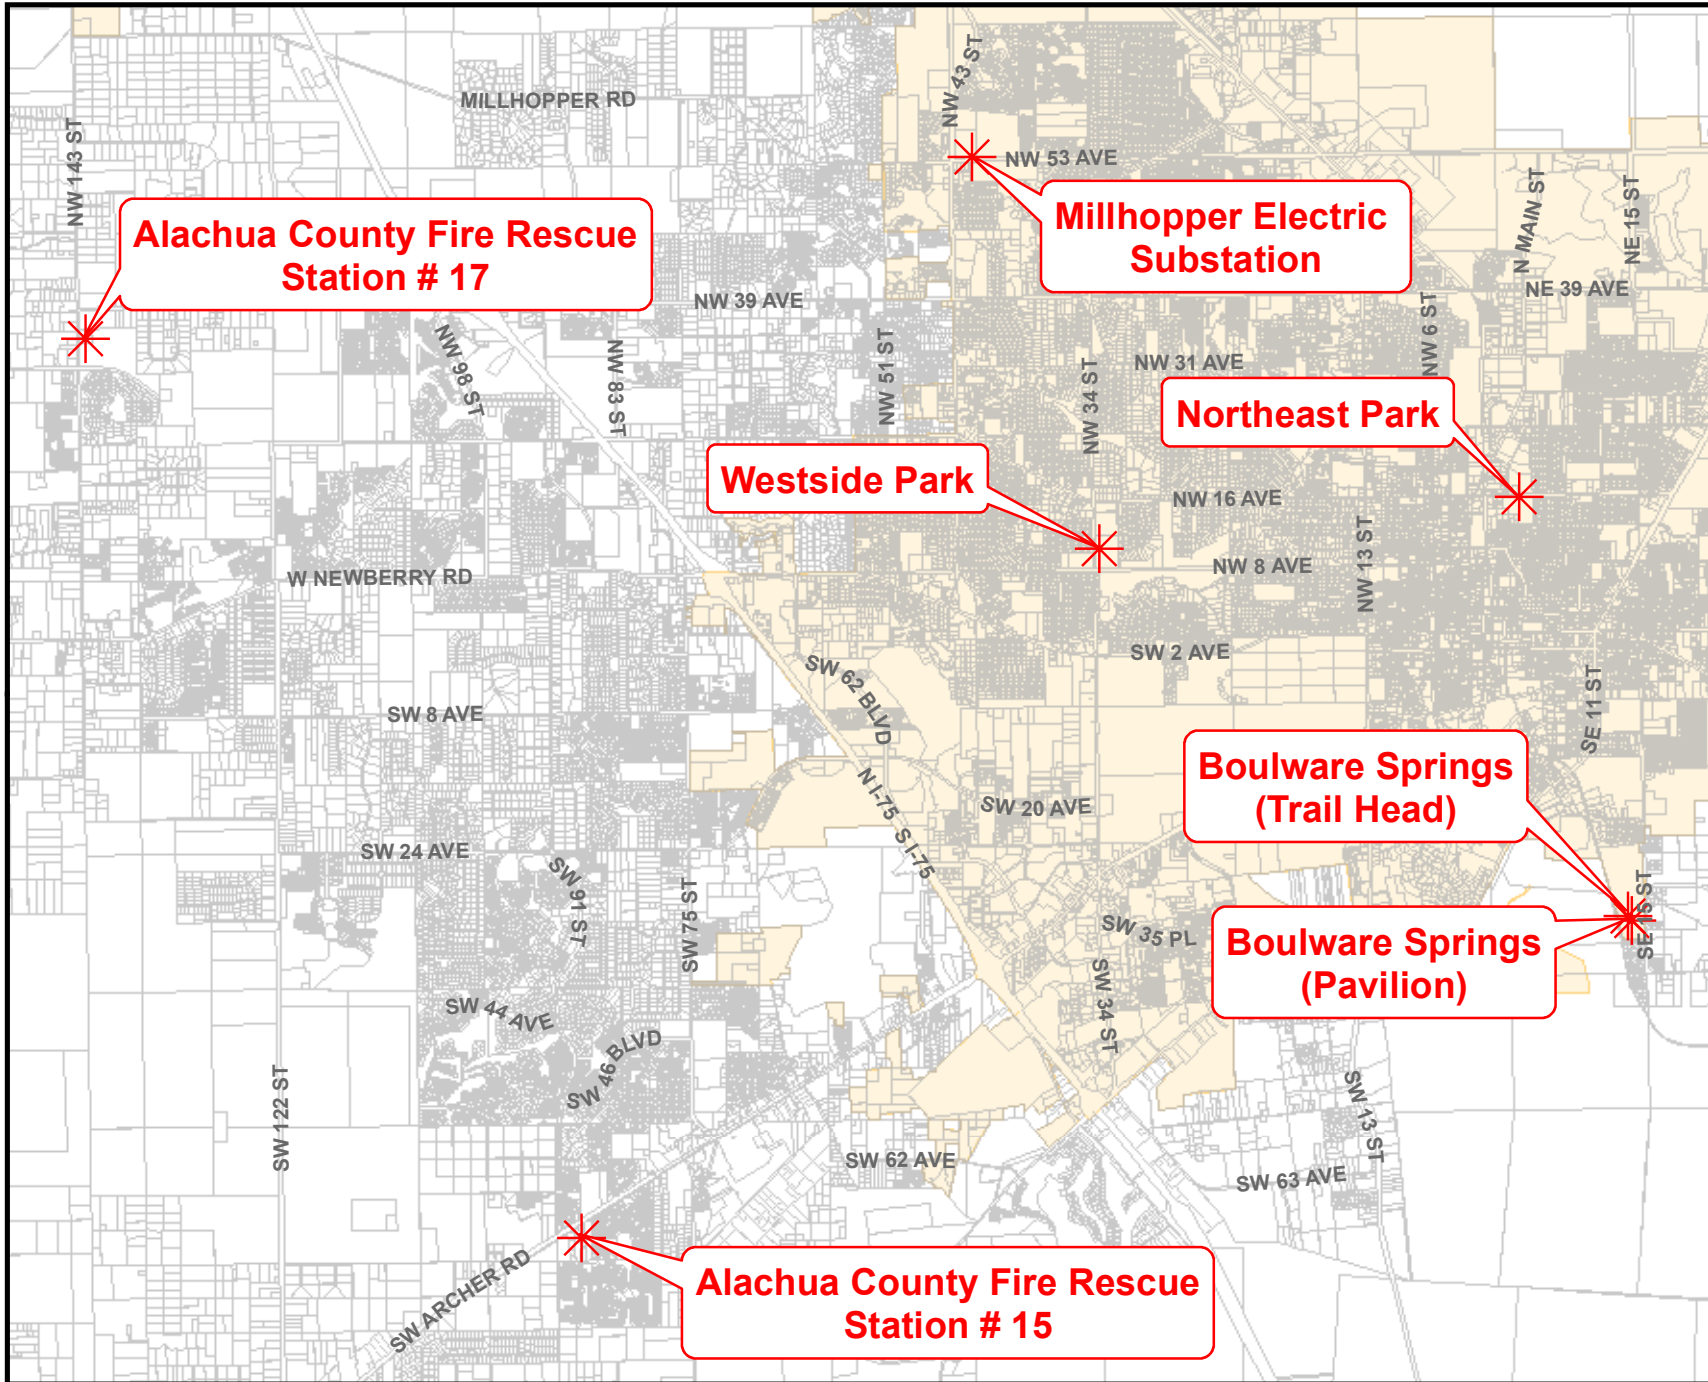 NW 43 ST
MILLHOPPER RD
NW 143 ST
NW 53 AVE
N MAIN ST
NE 15 ST
Millhopper Electric
Substation
Alachua County Fire Rescue
Station # 17
NW 39 AVE
NE 39 AVE
NW 6 ST
NW 98 ST
NW 83 ST
NW 51 ST
NW 34 ST
NW 31 AVE
Northeast Park
Westside Park
NW 16 AVE
NW 13 ST
NW 8 AVE
W NEWBERRY RD
SW 2 AVE
SW 62 BLVD
SE 11 ST
SW 8 AVE
Boulware Springs
(Trail Head)
N I-75
S I-75
SW 20 AVE
SW 24 AVE
SW 91 ST
SW 75 ST
SE 15 ST
SW 35 PL
Boulware Springs
(Pavilion)
SW 34 ST
SW 44 AVE
SW 46 BLVD
SW 122 ST
SW 13 ST
SW 62 AVE
SW 63 AVE
SW ARCHER RD
Alachua County Fire Rescue
Station # 15